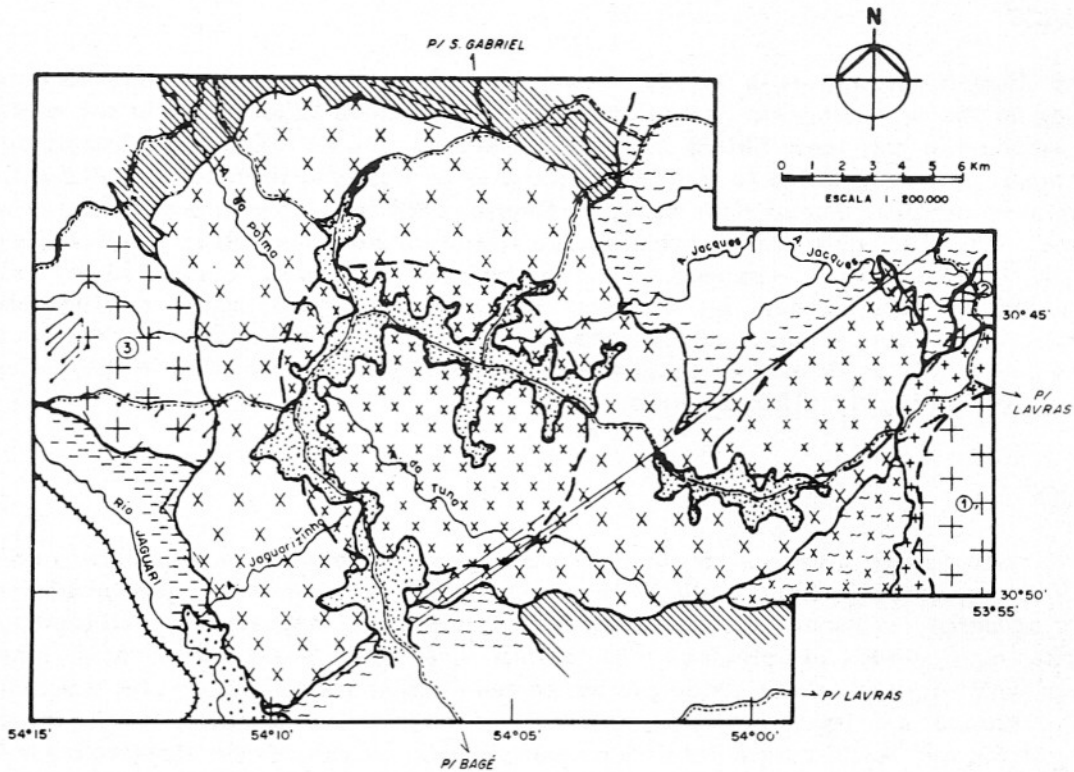 N
P/ S. GABRIEL
0 1 2 3 4 5 6 Km
ESCALA 1 - 200.000
A. da Palma
A. Jacques
A. Jacques
2
30° 45'
3
P/
LAVRAS
A. do Tuna
1
RIO JAGUARI
A. Jaguarizinho
30° 50'
53° 55'
P/ LAVRAS
54° 15'
54° 10'
54° 05'
54° 00'
P/ BAGÉ